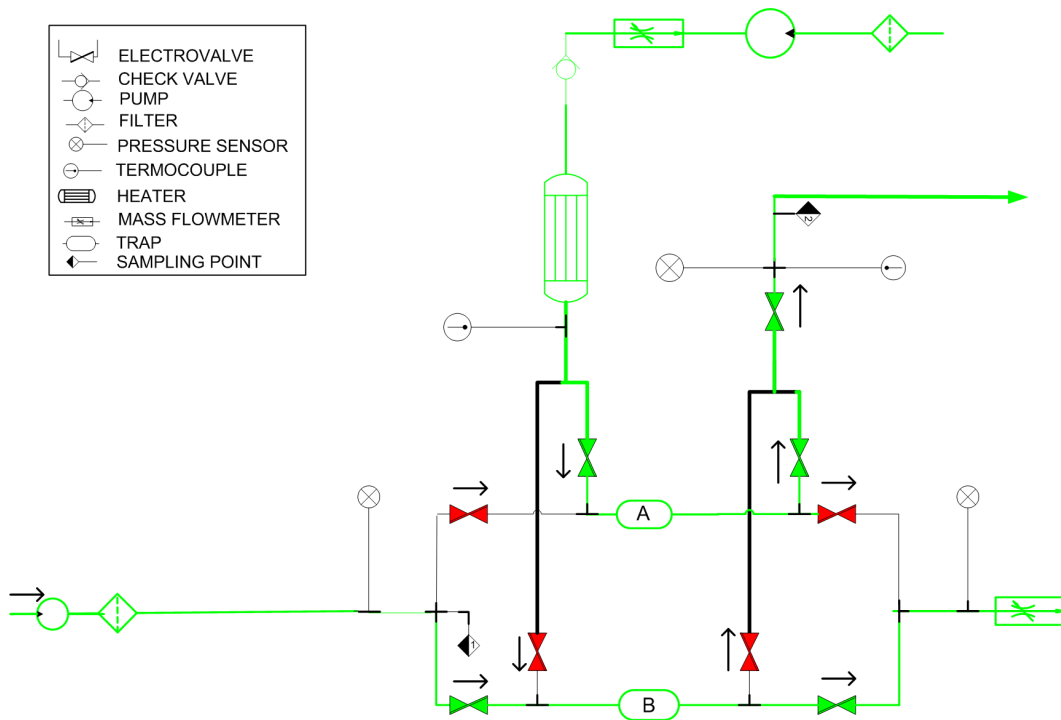 ELECTROVALVE
CHECK VALVE
PUMP
FILTER
PRESSURE SENSOR
TERMOCOUPLE
HEATER
MASS FLOWMETER
TRAP
SAMPLING POINT
2
A
1
B